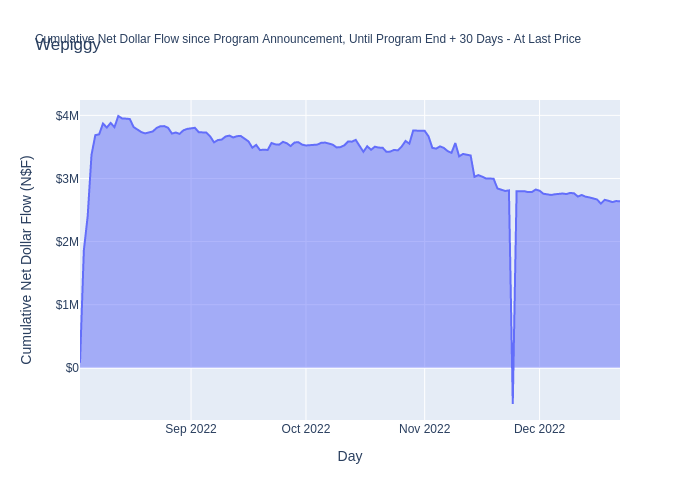 Cumulative Net Dollar Flow since Program Announcement, Until Program End + 30 Days - At Last Price
Wepiggy
Cumulative Net Dollar Flow (N$F)
$4M
$3M
$2M
$1M
$0
Sep 2022
Oct 2022
Nov 2022
Dec 2022
Day